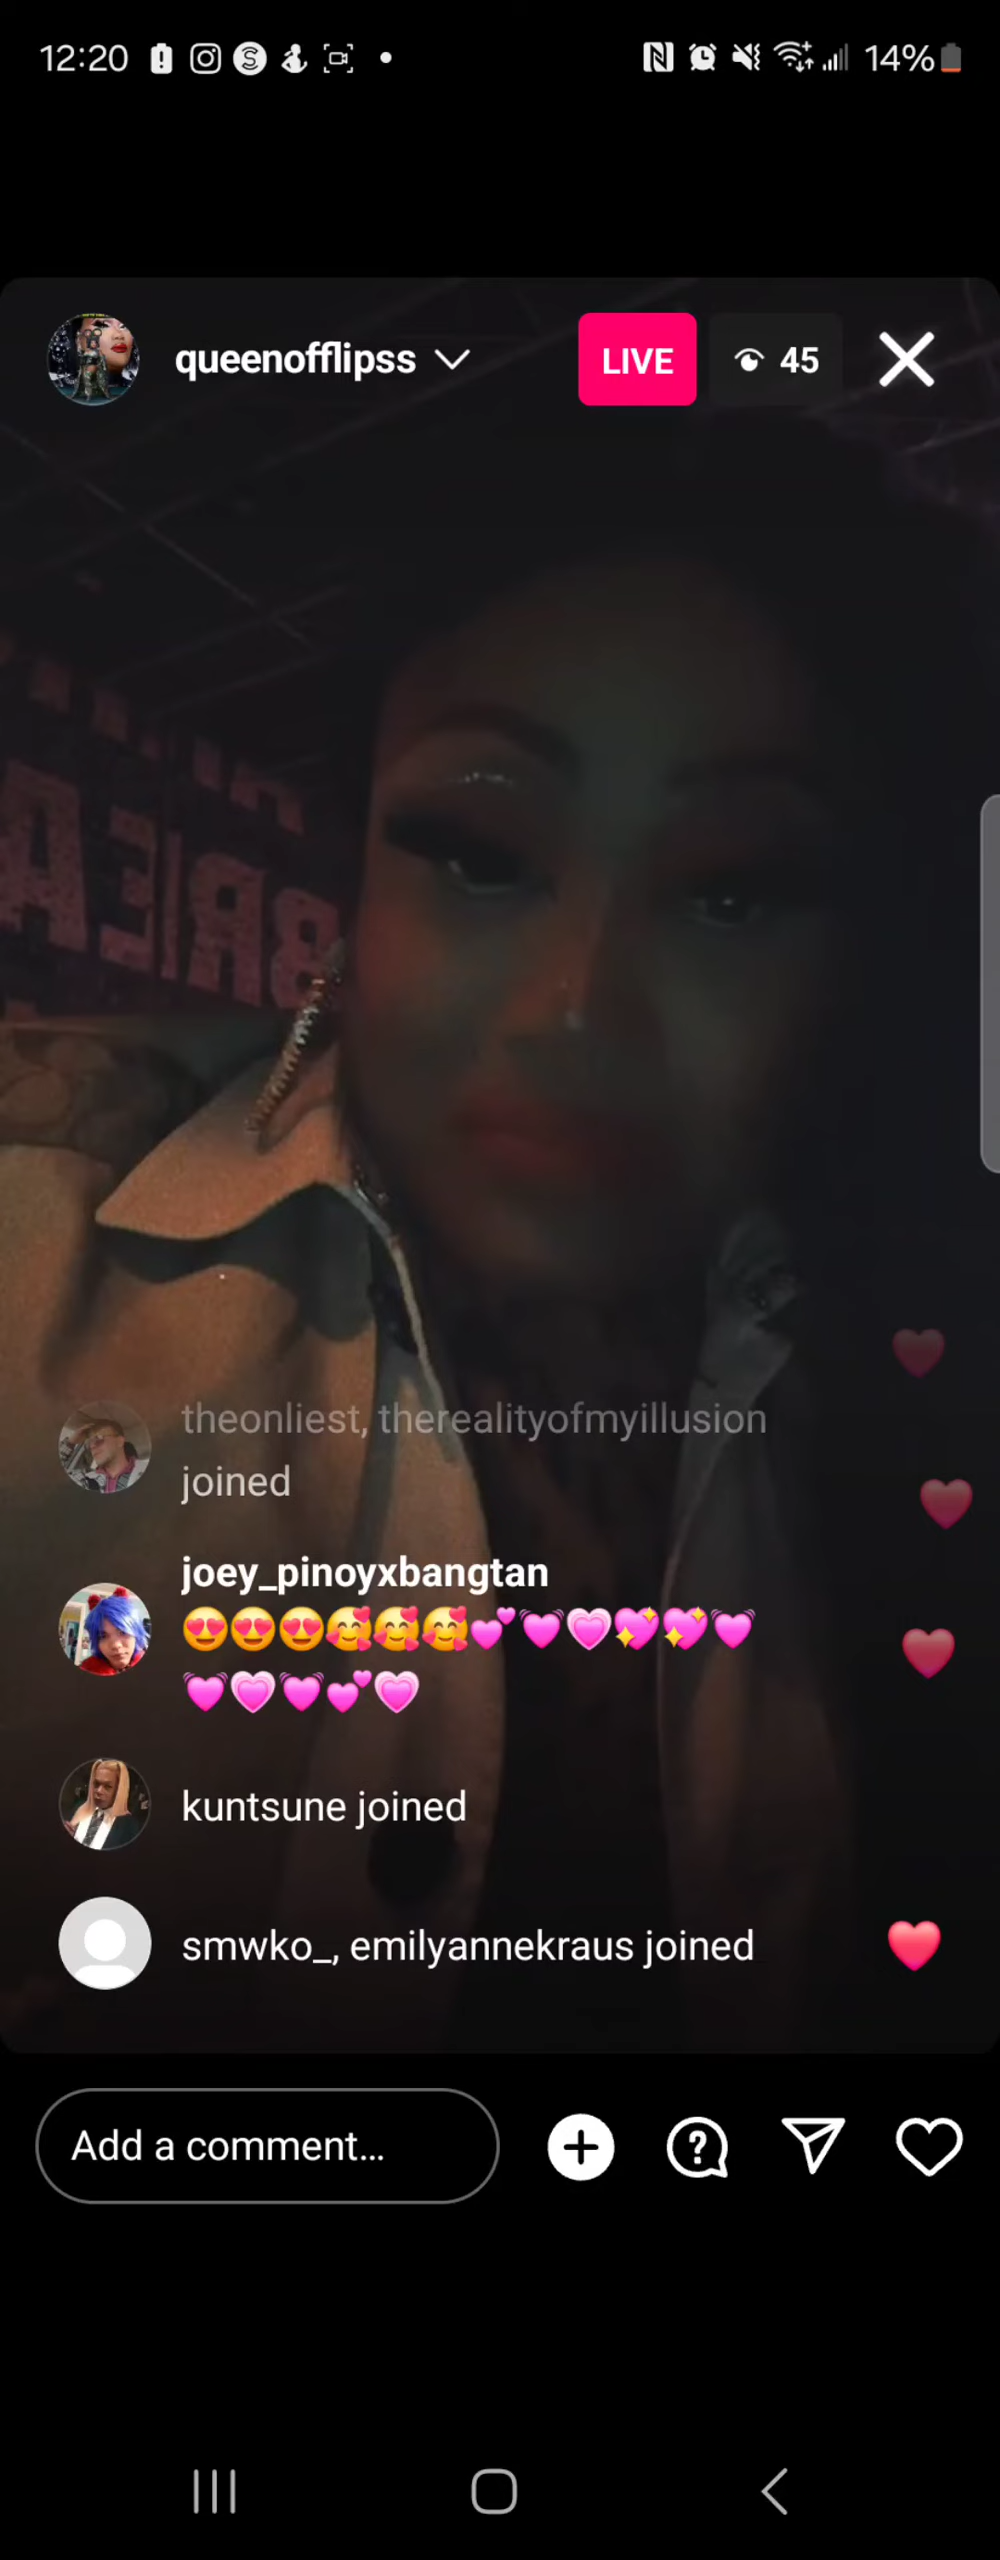 12:20
14%
queenofflipss
LIVE
45
theonliest, therealityofmyillusion
joined
joey_pinoyxbangtan
😍😍😍🥰🥰🥰💕💓💗💖💖💓
💓💗💓💕💗
kuntsune joined
smwko_, emilyannekraus joined
Add a comment...